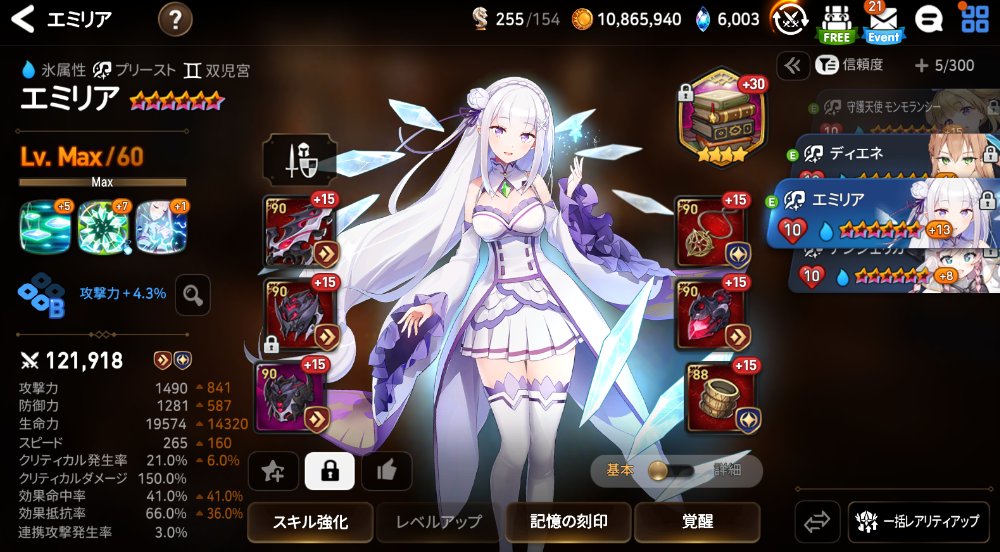 エミリア
?
255/154
10,865,940
6,003
FREE
21
Event
氷属性 プリースト 双児宮
エミリア
Lv. Max/60
Max
+5
+7
+1
B
攻撃力+4.3%
121,918
攻撃力 1490 841
防御力 1281 587
生命力 19574 14320
スピード 265 160
クリティカル発生率 21.0% 6.0%
クリティカルダメージ 150.0%
効果命中率 41.0% 41.0%
効果抵抗率 66.0% 36.0%
連携攻撃発生率 3.0%
90
+15
90
+15
90
+15
+30
90
+15
90
+15
88
+15
基本
詳細
スキル強化
レベルアップ
記憶の刻印
覚醒
信頼度
+ 5/300
E
守護天使 モンモランシー
10
+15
E
ディエネ
E
エミリア
10
+13
10
+8
一括レアリティアップ